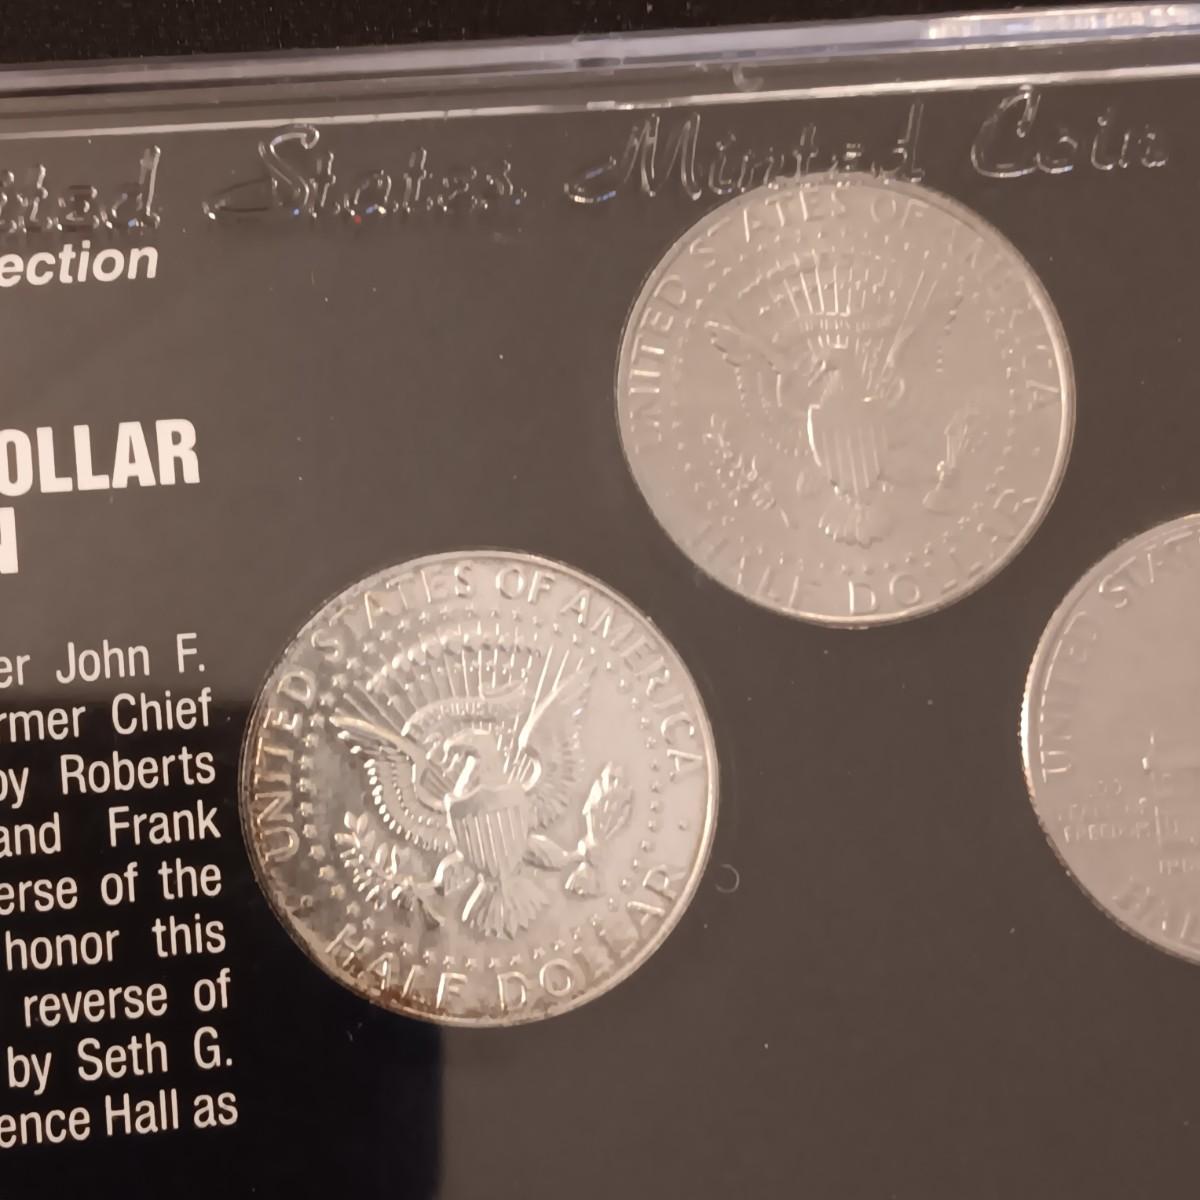 ited States Minted Coin
ection
OLLAR
N
er John F.
rmer Chief
by Roberts
and Frank
erse of the
honor this
reverse of
by Seth G.
ence Hall as
UNITED STATES OF AMERICA
HALF DOLLAR
UNITED STATES OF AMERICA
HALF DOLLAR
UNITED STA